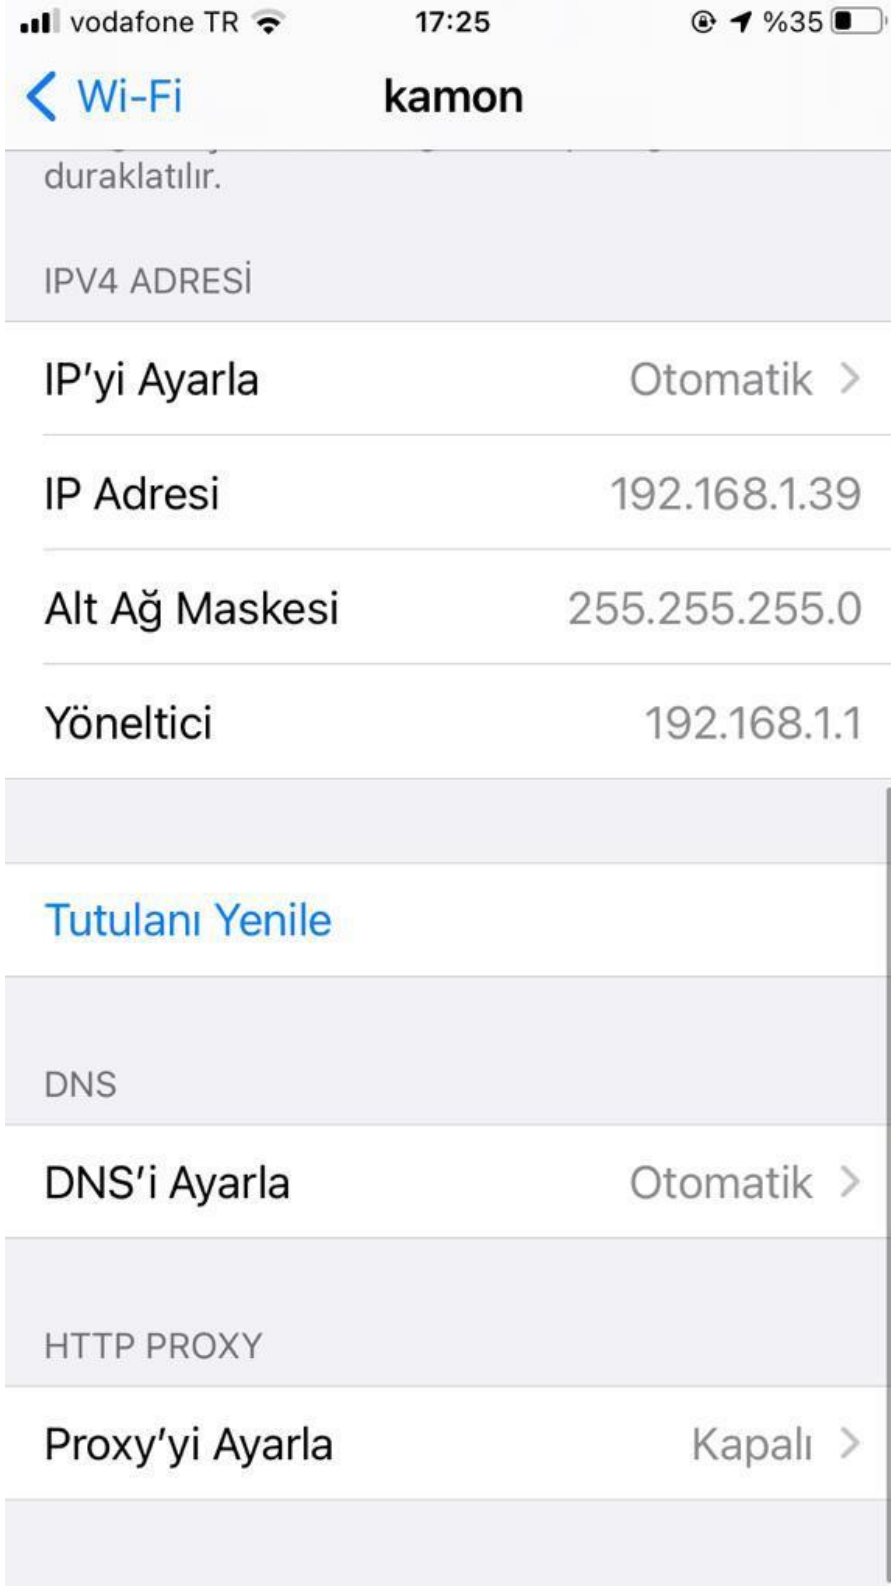 vodafone TR 17:25 %35
Wi-Fi kamon
duraklatılır.
IPV4 ADRESİ
IP'yi Ayarla Otomatik
IP Adresi 192.168.1.39
Alt Ağ Maskesi 255.255.255.0
Yöneltici 192.168.1.1
Tutulanı Yenile
DNS
DNS'i Ayarla Otomatik
HTTP PROXY
Proxy'yi Ayarla Kapalı